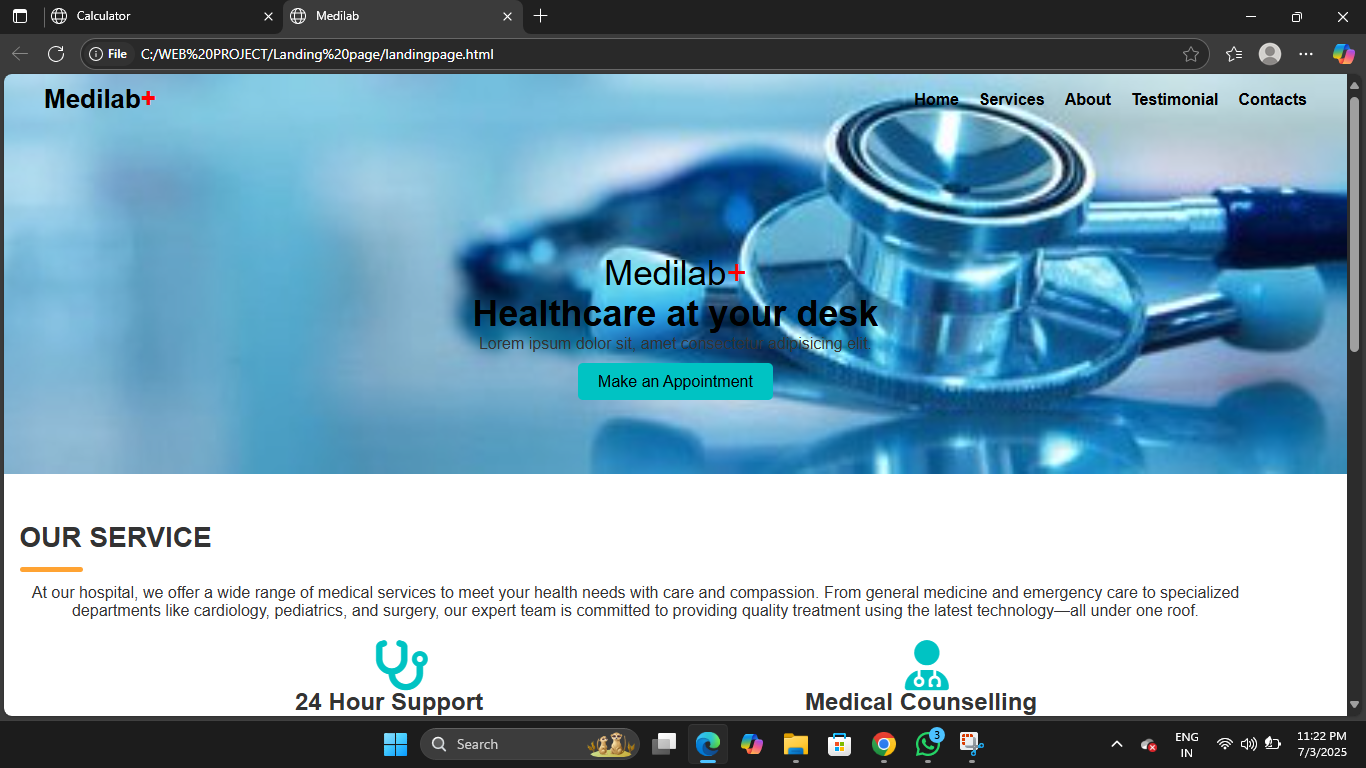 Calculator
Medilab
File C:/WEB%20PROJECT/Landing%20page/landingpage.html
Medilab+
Home Services About Testimonial Contacts
Medilab+
Healthcare at your desk
Lorem ipsum dolor sit, amet consectetur adipisicing elit.
Make an Appointment
OUR SERVICE
At our hospital, we offer a wide range of medical services to meet your health needs with care and compassion. From general medicine and emergency care to specialized
departments like cardiology, pediatrics, and surgery, our expert team is committed to providing quality treatment using the latest technology—all under one roof.
24 Hour Support
Medical Counselling
Search
3
ENG
IN
11:22 PM
7/3/2025